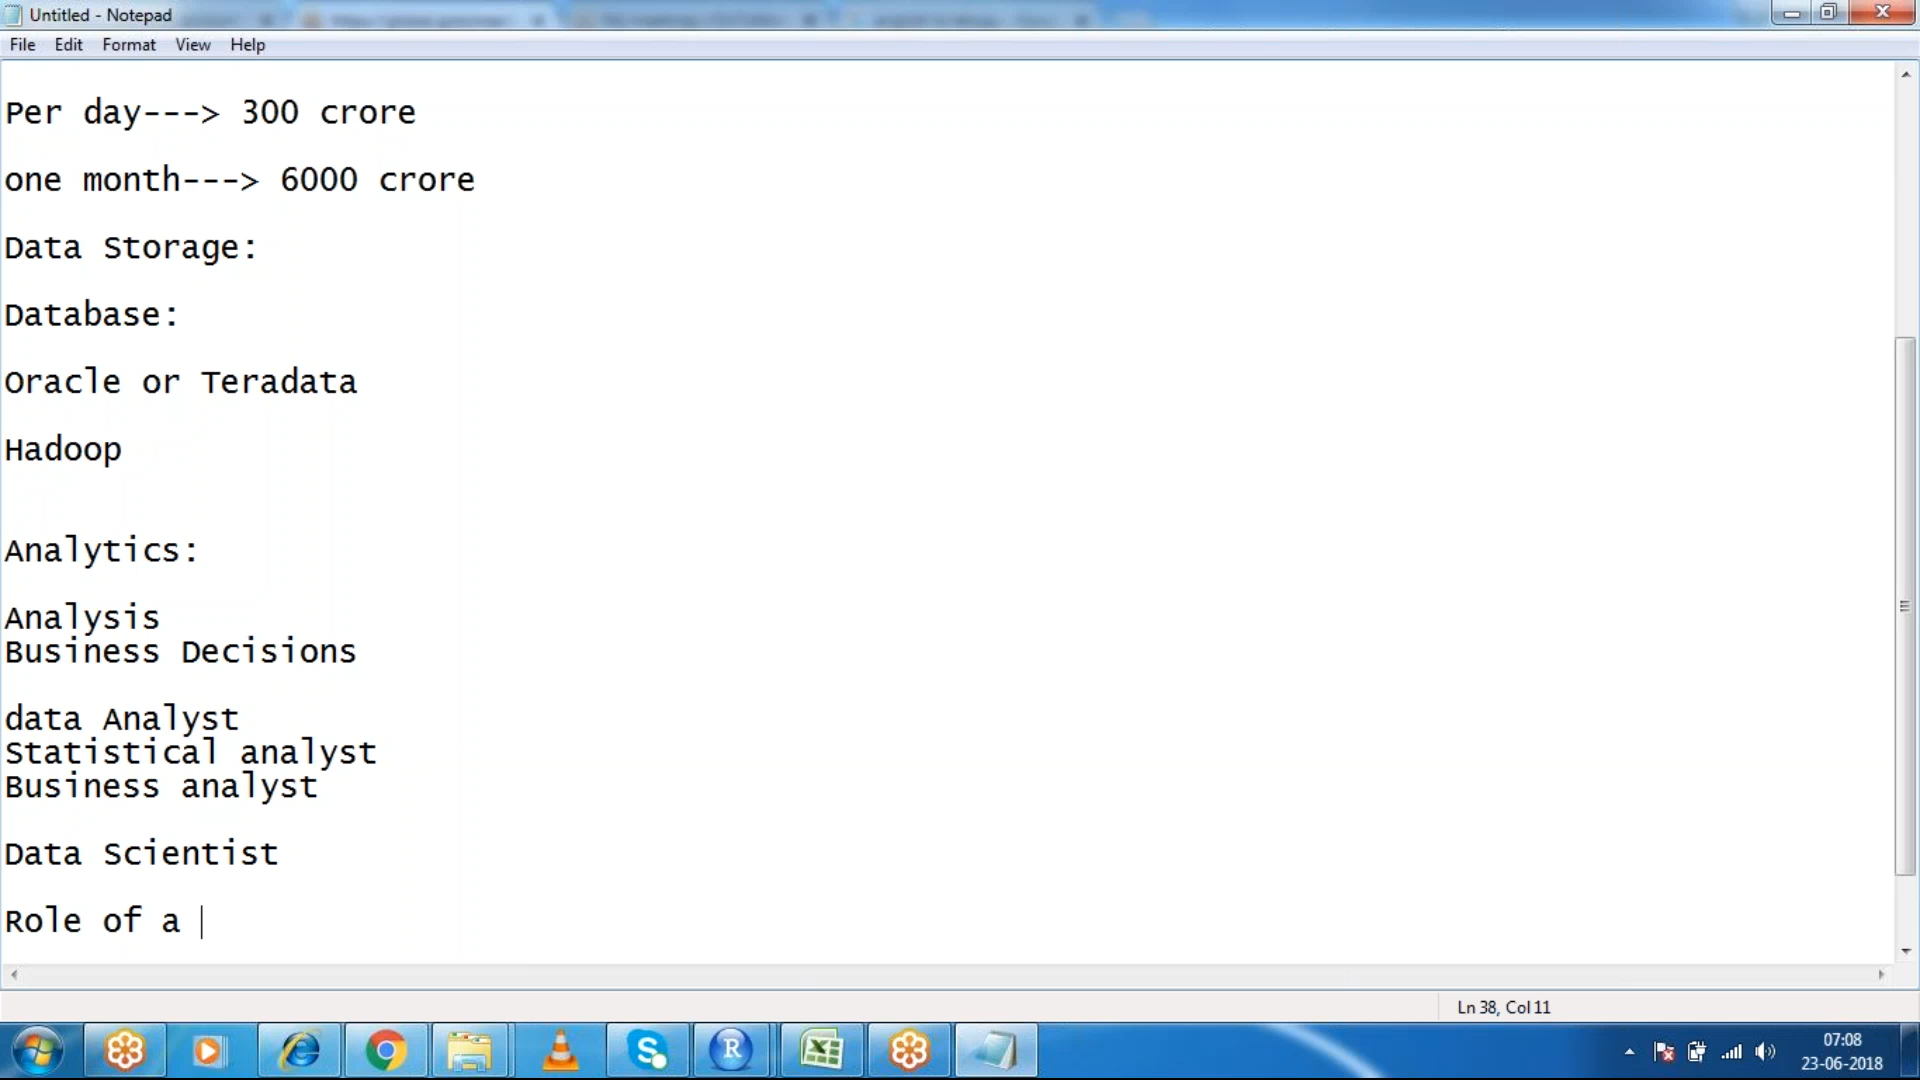 Untitled - Notepad
File Edit Format View Help
Per day---> 300 crore
one month---> 6000 crore
Data Storage:
Database:
Oracle or Teradata
Hadoop
Analytics:
Analysis
Business Decisions
data Analyst
Statistical analyst
Business analyst
Data Scientist
Role of a
Ln 38, Col 11
07:08
23-06-2018